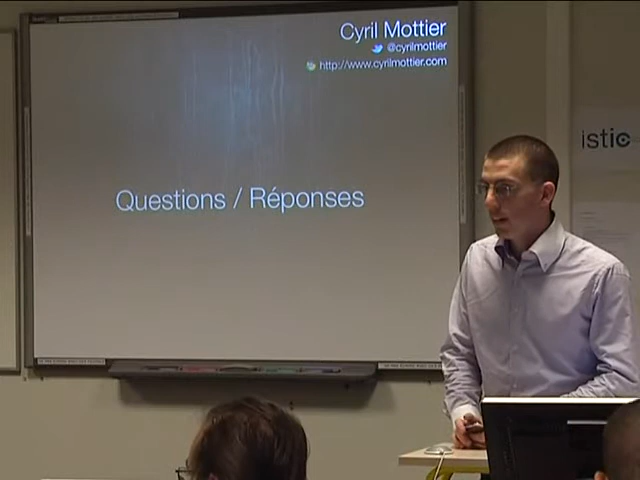 Cyril Mottier
@cyrilmottier
http://www.cyrilmottier.com
Questions / Réponses
istic